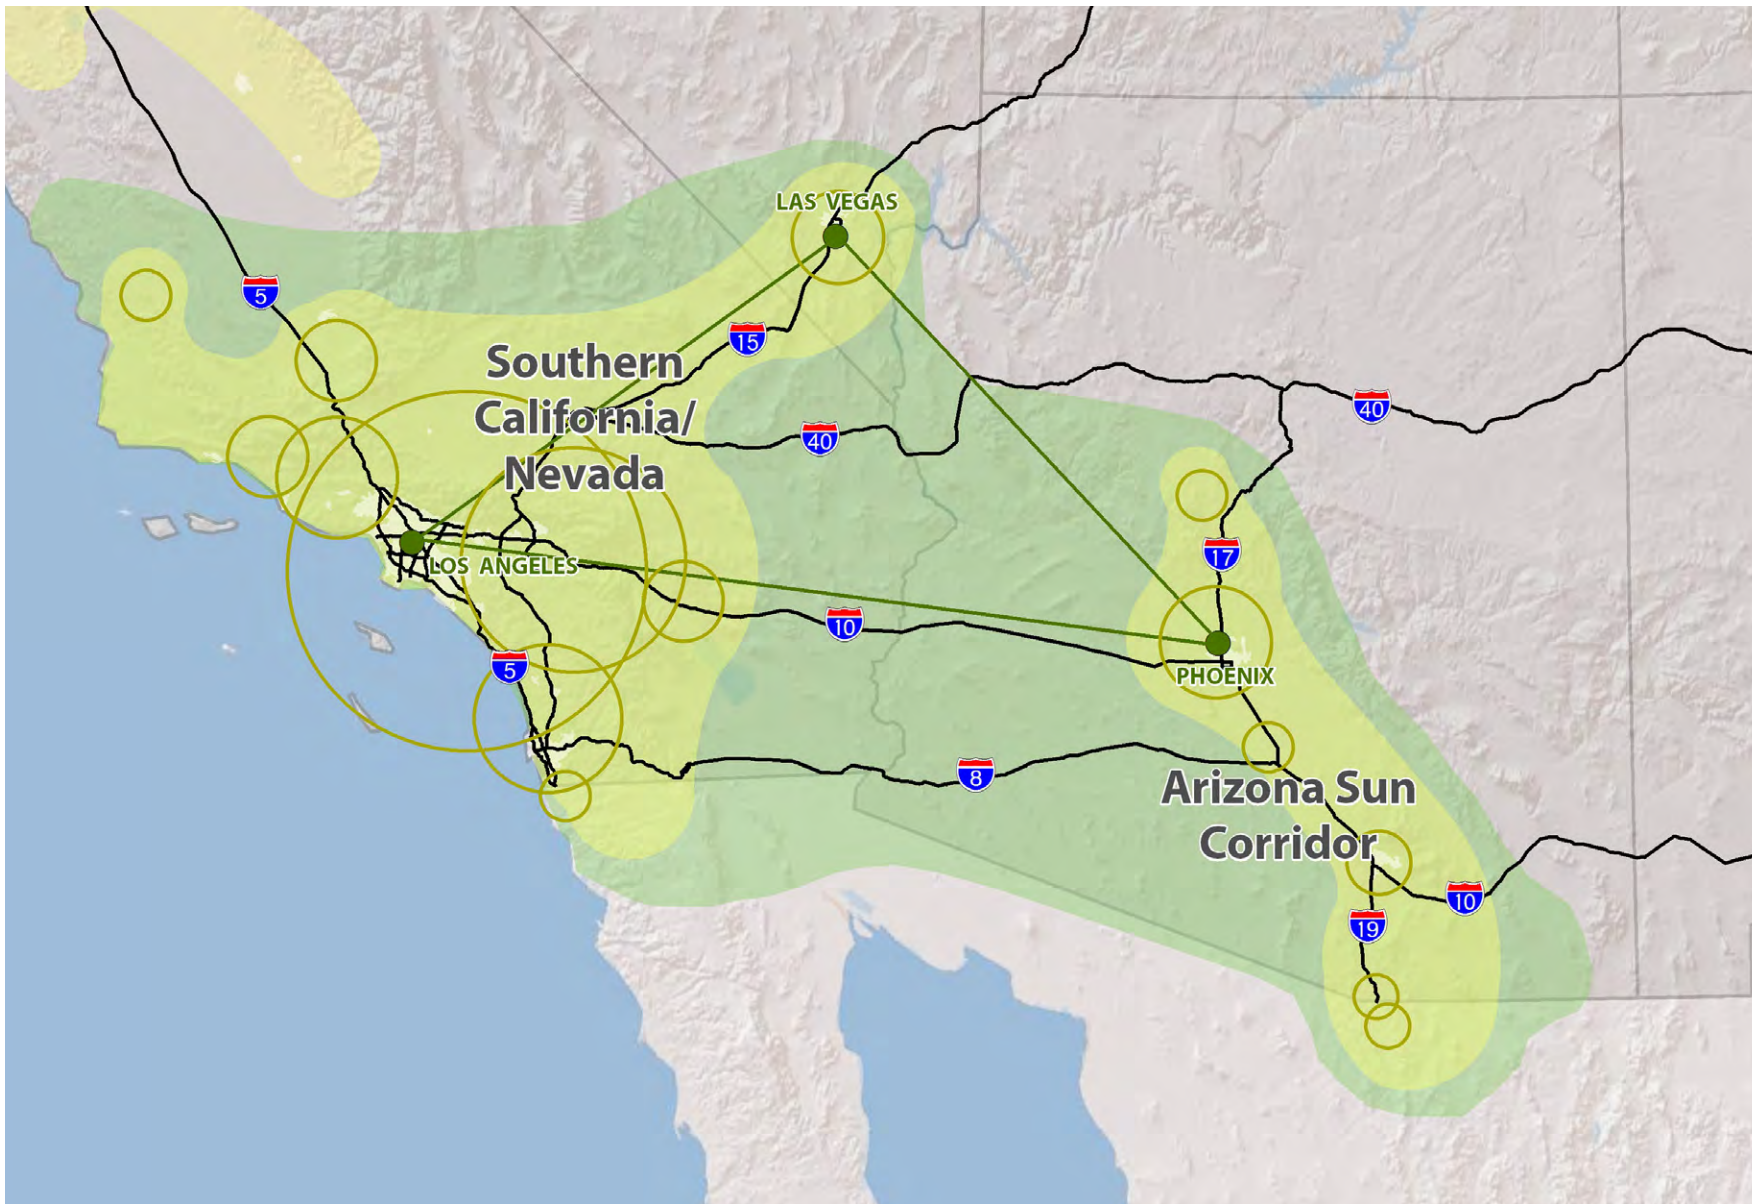 LAS VEGAS
5
15
Southern
California/
Nevada
40
40
17
LOS ANGELES
10
5
PHOENIX
8
Arizona Sun
Corridor
10
19